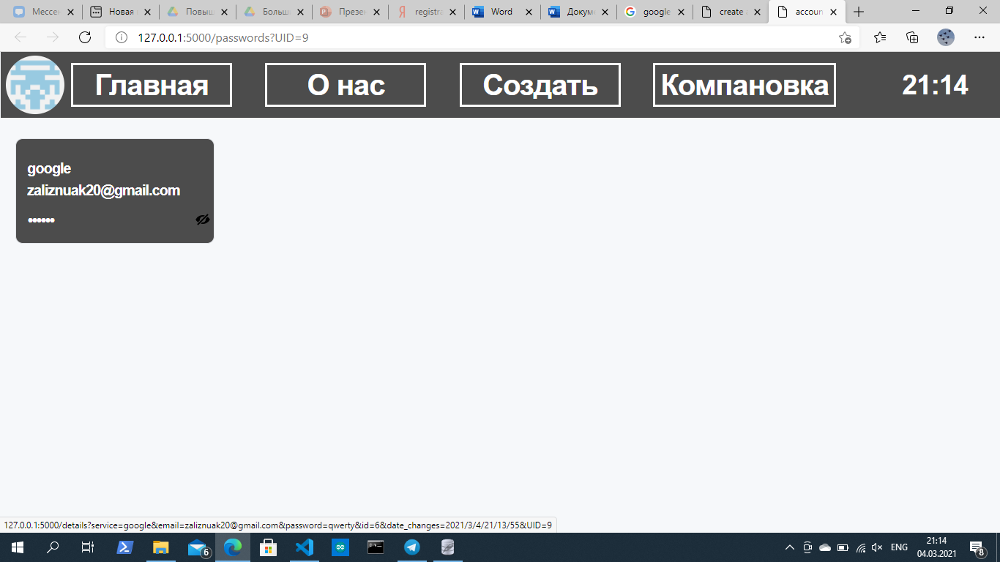 Мессен
Новая
Повыш
Больш
Презен
registra
Word
Докум
google
create
accoun
127.0.0.1:5000/passwords?UID=9
Главная
О нас
Создать
Компановка
21:14
google
zaliznuak20@gmail.com
••••••
127.0.0.1:5000/details?service=google&email=zaliznuak20@gmail.com&password=qwerty&id=6&date_changes=2021/3/4/21/13/55&UID=9
6
ENG
21:14
04.03.2021
8